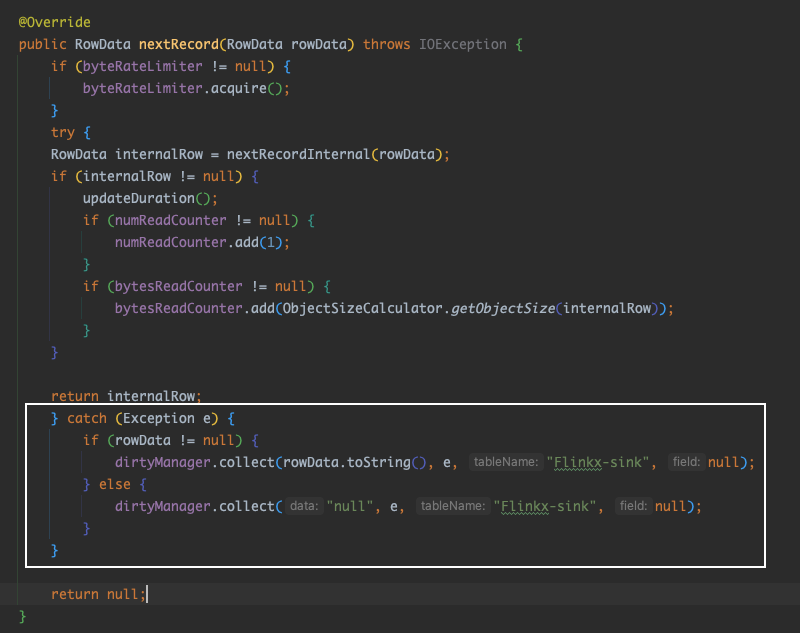 @Override
public RowData nextRecord(RowData rowData) throws IOException {
    if (byteRateLimiter != null) {
        byteRateLimiter.acquire();
    }
    try {
    RowData internalRow = nextRecordInternal(rowData);
    if (internalRow != null) {
        updateDuration();
        if (numReadCounter != null) {
            numReadCounter.add(1);
        }
        if (bytesReadCounter != null) {
            bytesReadCounter.add(ObjectSizeCalculator.getObjectSize(internalRow));
        }
    }
    return internalRow;
    } catch (Exception e) {
        if (rowData != null) {
            dirtyManager.collect(rowData.toString(), e, tableName: "Flinkx-sink", field: null);
        } else {
            dirtyManager.collect( data: "null", e, tableName: "Flinkx-sink", field: null);
        }
    }
    return null;
}